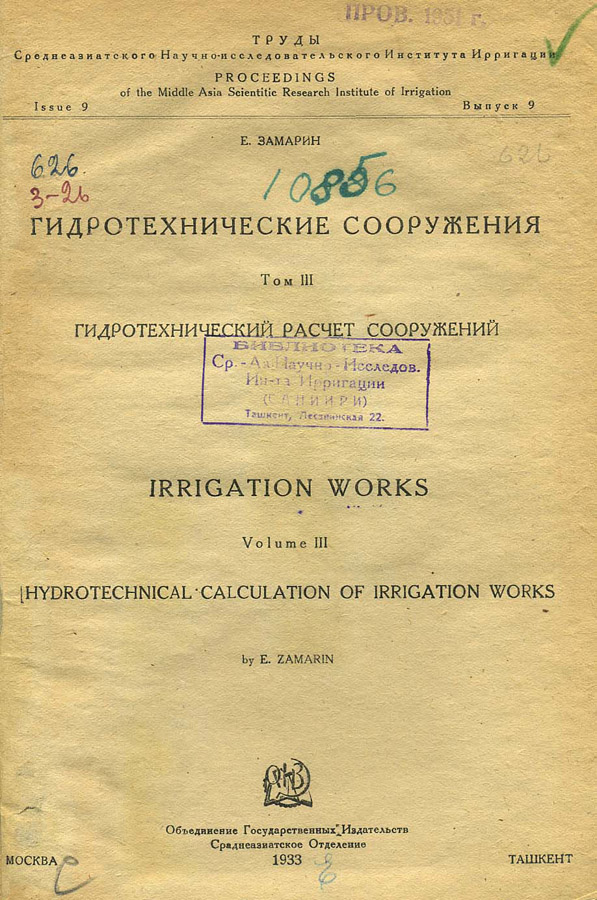 ПРОВ. 1951 г.
ТРУДЫ
Среднеазиатского Научно-исследовательского Института Ирригации
PROCEEDINGS
of the Middle Asia Scientitic Research Institute of Irrigation
Issue 9 Выпуск 9
Е. ЗАМАРИН
626.
626
З-26
10856
ГИДРОТЕХНИЧЕСКИЕ СООРУЖЕНИЯ
Том III
ГИДРОТЕХНИЧЕСКИЙ РАСЧЕТ СООРУЖЕНИЙ
БИБЛИОТЕКА
Ср.-Аз Научно-Исследов.
Ин-та Ирригации
(САНИИРИ)
Ташкент, 22.
IRRIGATION WORKS
Volume III
HYDROTECHNICAL CALCULATION OF IRRIGATION WORKS
by E. ZAMARIN
Объединение Государственных Издательств
Среднеазиатское Отделение
МОСКВА 1933 ТАШКЕНТ